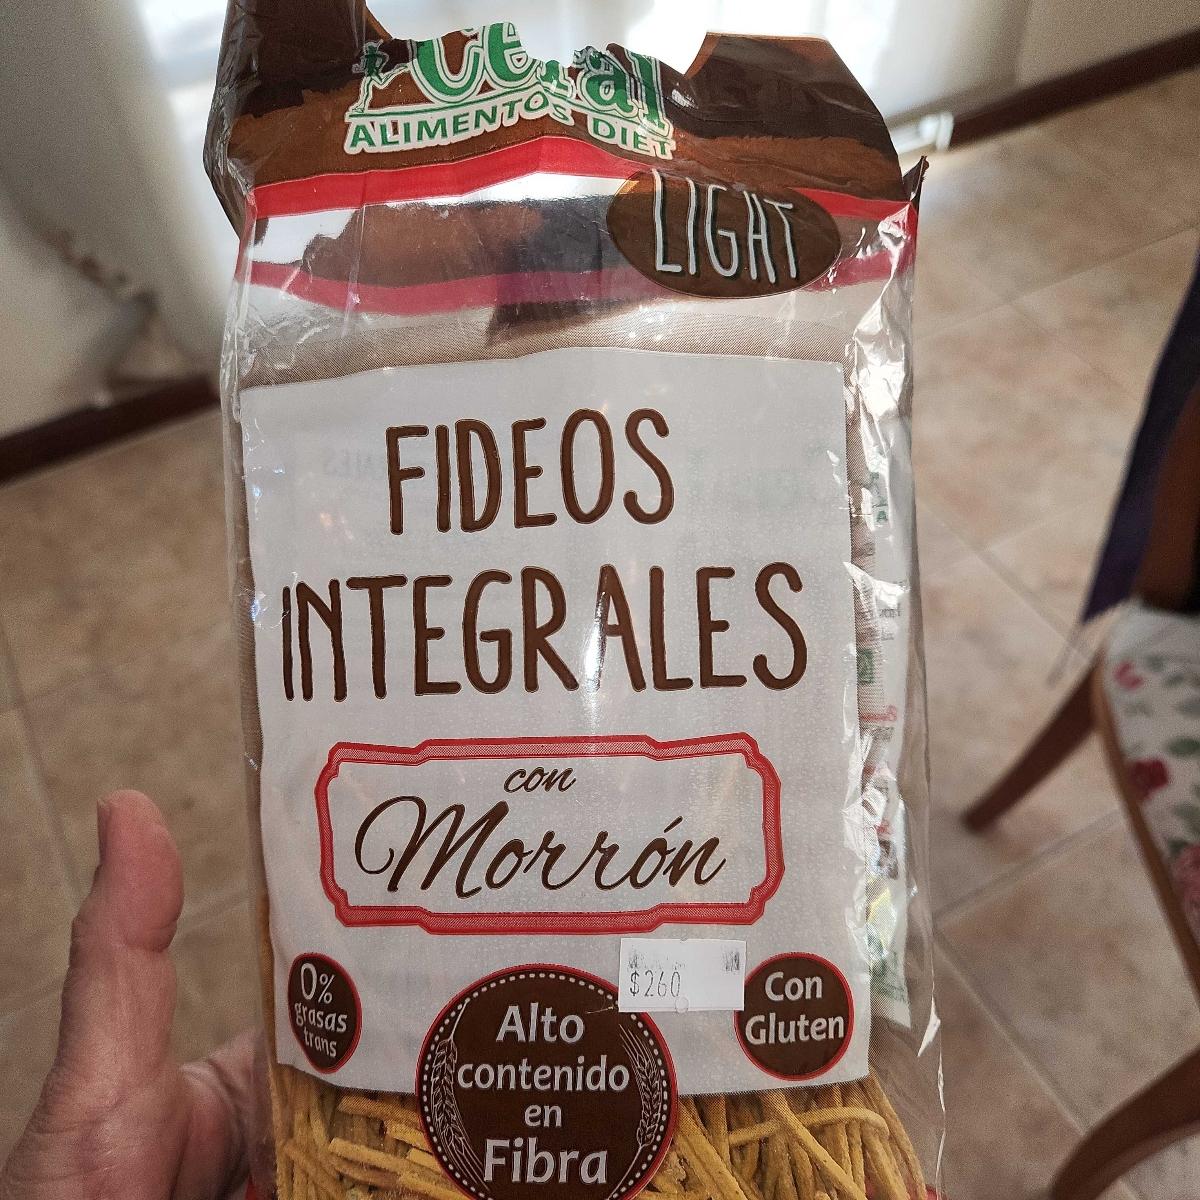 ALIMENTOS DIET
LIGHT
FIDEOS
INTEGRALES
con
Morrón
$260
0%
grasas
trans
Alto
contenido
en
Fibra
Con
Gluten